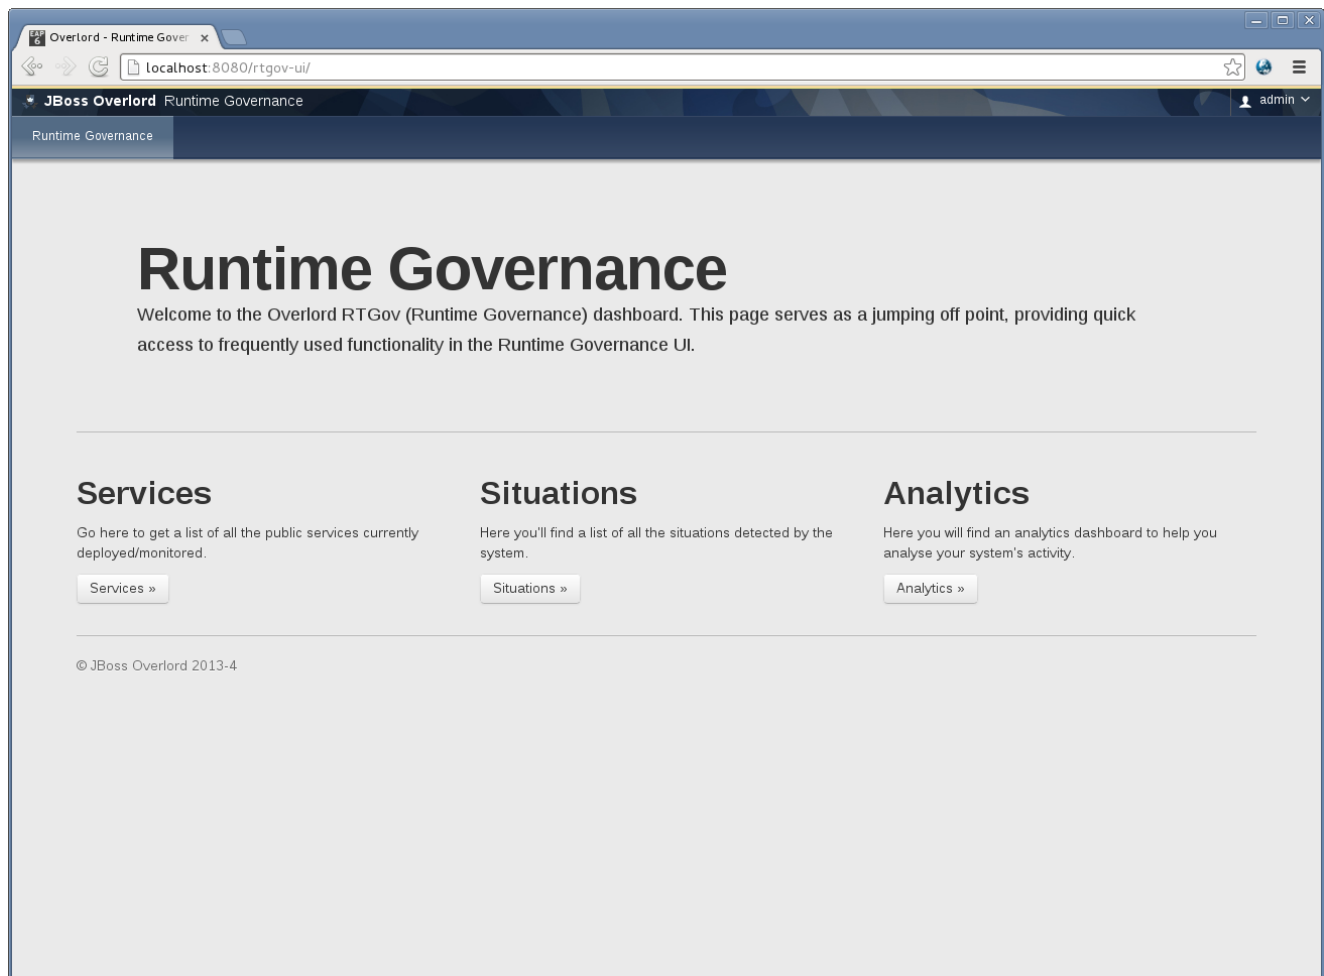 EAP
6
Overlord - Runtime Gover
localhost:8080/rtgov-ui/
JBoss Overlord Runtime Governance
admin
Runtime Governance
Runtime Governance
Welcome to the Overlord RTGov (Runtime Governance) dashboard. This page serves as a jumping off point, providing quick
access to frequently used functionality in the Runtime Governance UI.
Services
Go here to get a list of all the public services currently
deployed/monitored.
Services »
Situations
Here you'll find a list of all the situations detected by the
system.
Situations »
Analytics
Here you will find an analytics dashboard to help you
analyse your system's activity.
Analytics »
© JBoss Overlord 2013-4